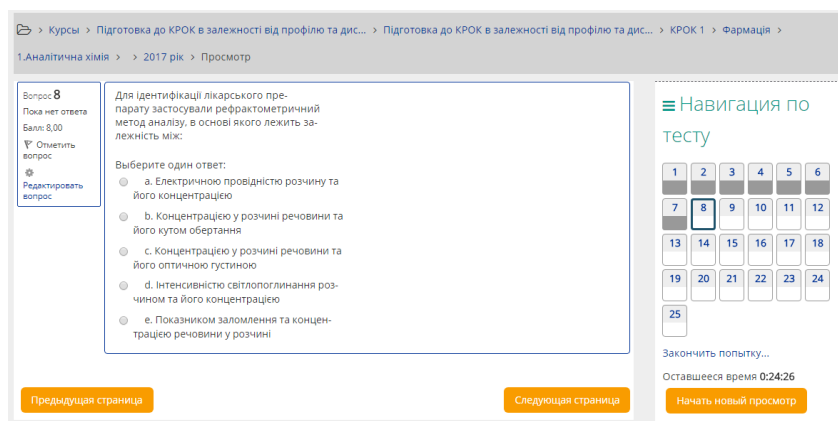 > Курсы > Підготовка до КРОК в залежності від профілю та дис... > Підготовка до КРОК в залежності від профілю та дис... > КРОК 1 > Фармація >
1.Аналітична хімія > > 2017 рік > Просмотр
Вопрос 8
Пока нет ответа
Балл: 8,00
Отметить
вопрос
Редактировать
вопрос
Для ідентифікації лікарського пре-
парату застосували рефрактометричний
метод аналізу, в основі якого лежить за-
лежність між:
Выберите один ответ:
a. Електричною провідністю розчину та
його концентрацією
b. Концентрацією у розчині речовини та
його кутом обертання
c. Концентрацією у розчині речовини та
його оптичною густиною
d. Інтенсивністю світлопоглинання роз-
чином та його концентрацією
e. Показником заломлення та концен-
трацією речовини у розчині
Предыдущая страница
Следующая страница
Навигация по
тесту
1 2 3 4 5 6
7 8 9 10 11 12
13 14 15 16 17 18
19 20 21 22 23 24
25
Закончить попытку...
Оставшееся время 0:24:26
Начать новый просмотр